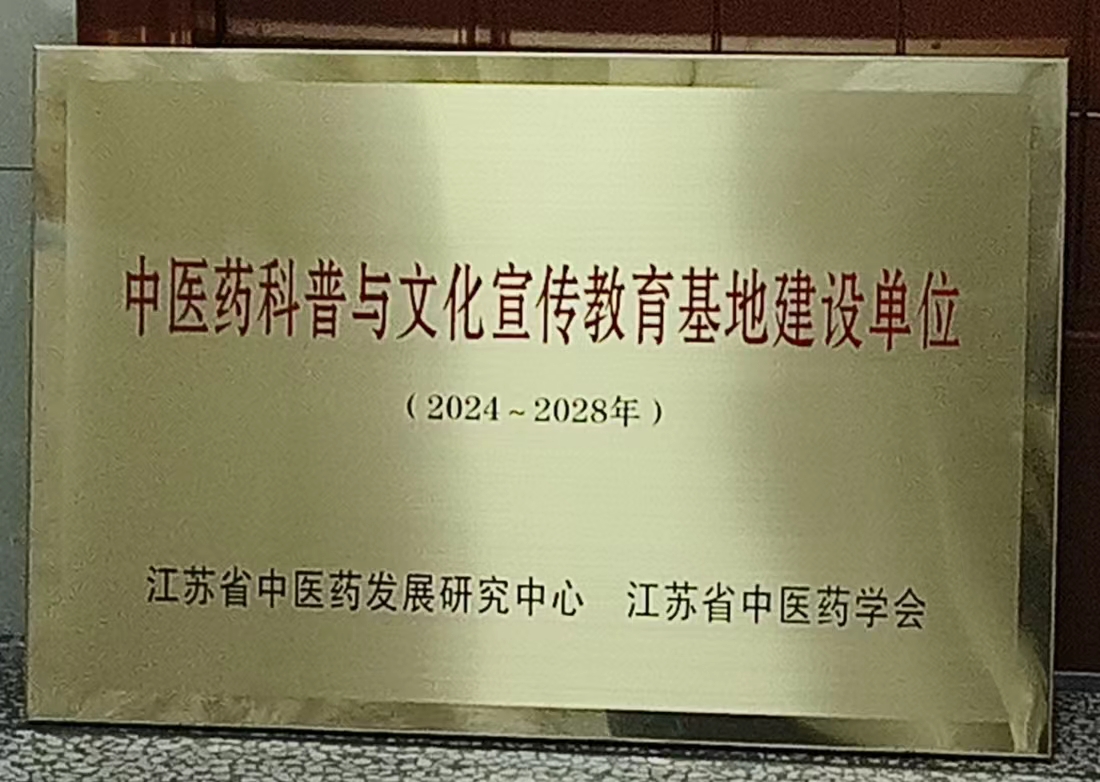 中医药科普与文化宣传教育基地建设单位
（2024～2028年）
江苏省中医药发展研究中心 江苏省中医药学会